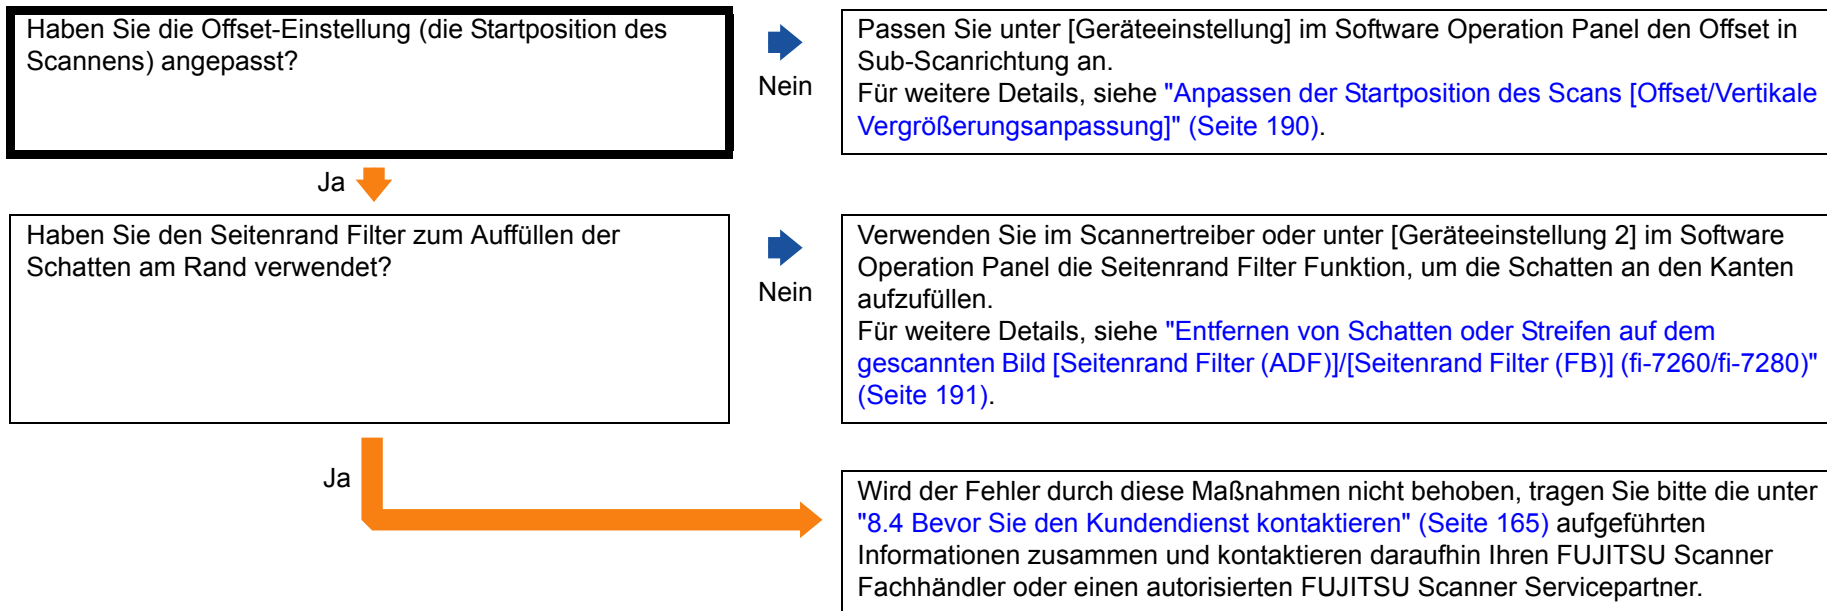 Haben Sie die Offset-Einstellung (die Startposition des
Scannens) angepasst?
Nein
Passen Sie unter [Geräteeinstellung] im Software Operation Panel den Offset in
Sub-Scanrichtung an.
Für weitere Details, siehe "Anpassen der Startposition des Scans [Offset/Vertikale
Vergrößerungsanpassung]" (Seite 190).
Ja
Haben Sie den Seitenrand Filter zum Auffüllen der
Schatten am Rand verwendet?
Nein
Verwenden Sie im Scannertreiber oder unter [Geräteeinstellung 2] im Software
Operation Panel die Seitenrand Filter Funktion, um die Schatten an den Kanten
aufzufüllen.
Für weitere Details, siehe "Entfernen von Schatten oder Streifen auf dem
gescannten Bild [Seitenrand Filter (ADF)]/[Seitenrand Filter (FB)] (fi-7260/fi-7280)"
(Seite 191).
Ja
Wird der Fehler durch diese Maßnahmen nicht behoben, tragen Sie bitte die unter
"8.4 Bevor Sie den Kundendienst kontaktieren" (Seite 165) aufgeführten
Informationen zusammen und kontaktieren daraufhin Ihren FUJITSU Scanner
Fachhändler oder einen autorisierten FUJITSU Scanner Servicepartner.